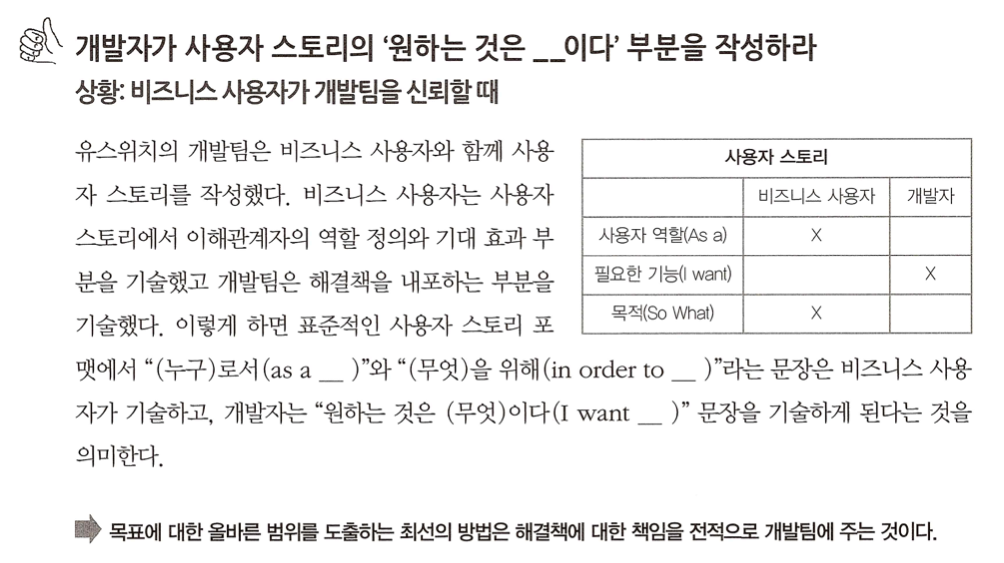 개발자가 사용자 스토리의 ‘원하는 것은 __이다’ 부분을 작성하라
상황: 비즈니스 사용자가 개발팀을 신뢰할 때
유스위치의 개발팀은 비즈니스 사용자와 함께 사용
자 스토리를 작성했다. 비즈니스 사용자는 사용자
스토리에서 이해관계자의 역할 정의와 기대 효과 부
분을 기술했고 개발팀은 해결책을 내포하는 부분을
기술했다. 이렇게 하면 표준적인 사용자 스토리 포
맷에서 “(누구)로서(as a __ )”와 “(무엇)을 위해(in order to __ )”라는 문장은 비즈니스 사용
자가 기술하고, 개발자는 “원하는 것은 (무엇)이다(I want __ )” 문장을 기술하게 된다는 것을
의미한다.
사용자 스토리
비즈니스 사용자 개발자
사용자 역할(As a) X
필요한 기능(I want) X
목적(So What) X
목표에 대한 올바른 범위를 도출하는 최선의 방법은 해결책에 대한 책임을 전적으로 개발팀에 주는 것이다.